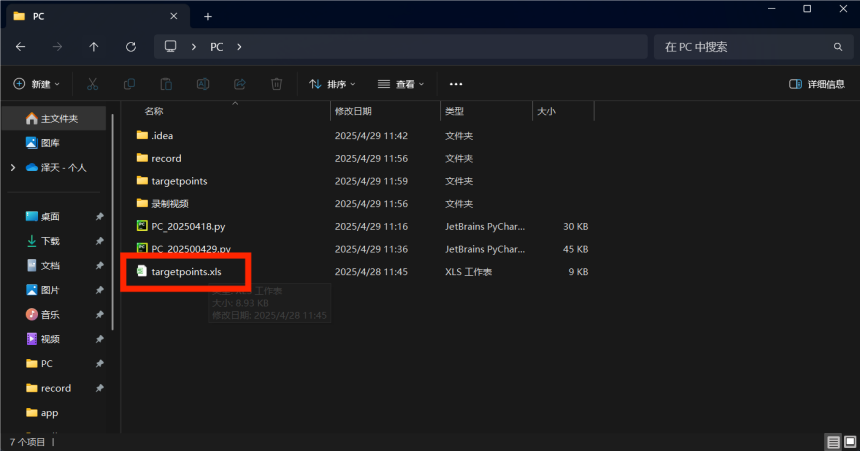 PC
PC
在 PC 中搜索
新建
排序
查看
详细信息
名称 修改日期 类型 大小
主文件夹
图库
泽天 - 个人
桌面
下载
文档
图片
音乐
视频
PC
record
app
.idea 2025/4/29 11:42 文件夹
record 2025/4/29 11:56 文件夹
targetpoints 2025/4/29 11:59 文件夹
录制视频 2025/4/29 11:56 文件夹
PC_20250418.py 2025/4/29 11:16 JetBrains PyChar... 30 KB
PC_202500429.py 2025/4/29 11:36 JetBrains PyChar... 45 KB
targetpoints.xls 2025/4/28 11:45 XLS 工作表 9 KB
工作表
大小: 8.93 KB
修改日期: 2025/4/28 11:45
7 个项目